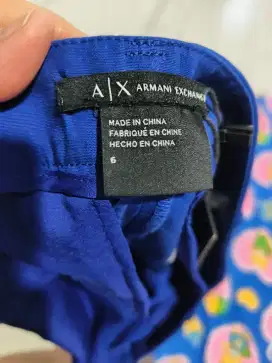 A|X ARMANI EXCHANGE
MADE IN CHINA
FABRIQUÉ EN CHINE
HECHO EN CHINA
6